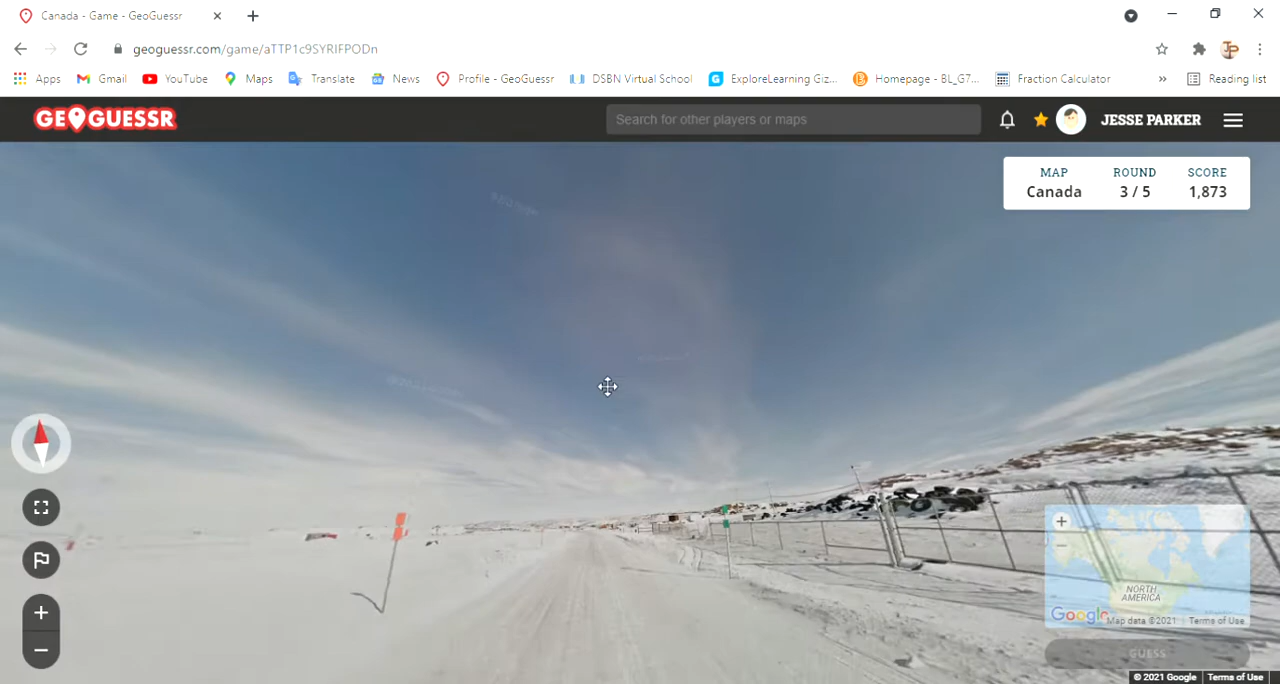 Canada - Game - GeoGuessr
geoguessr.com/game/aTTP1c9SYRIFPODn
Apps Gmail YouTube Maps Translate News Profile - GeoGuessr DSBN Virtual School ExploreLearning Giz... Homepage - BL_G7... Fraction Calculator » Reading list
GEOGUESSR Search for other players or maps JESSE PARKER
MAP ROUND SCORE
Canada 3 / 5 1,873
NORTH
AMERICA
Google Map data ©2021 Terms of Use
GUESS
© 2021 Google Terms of Use